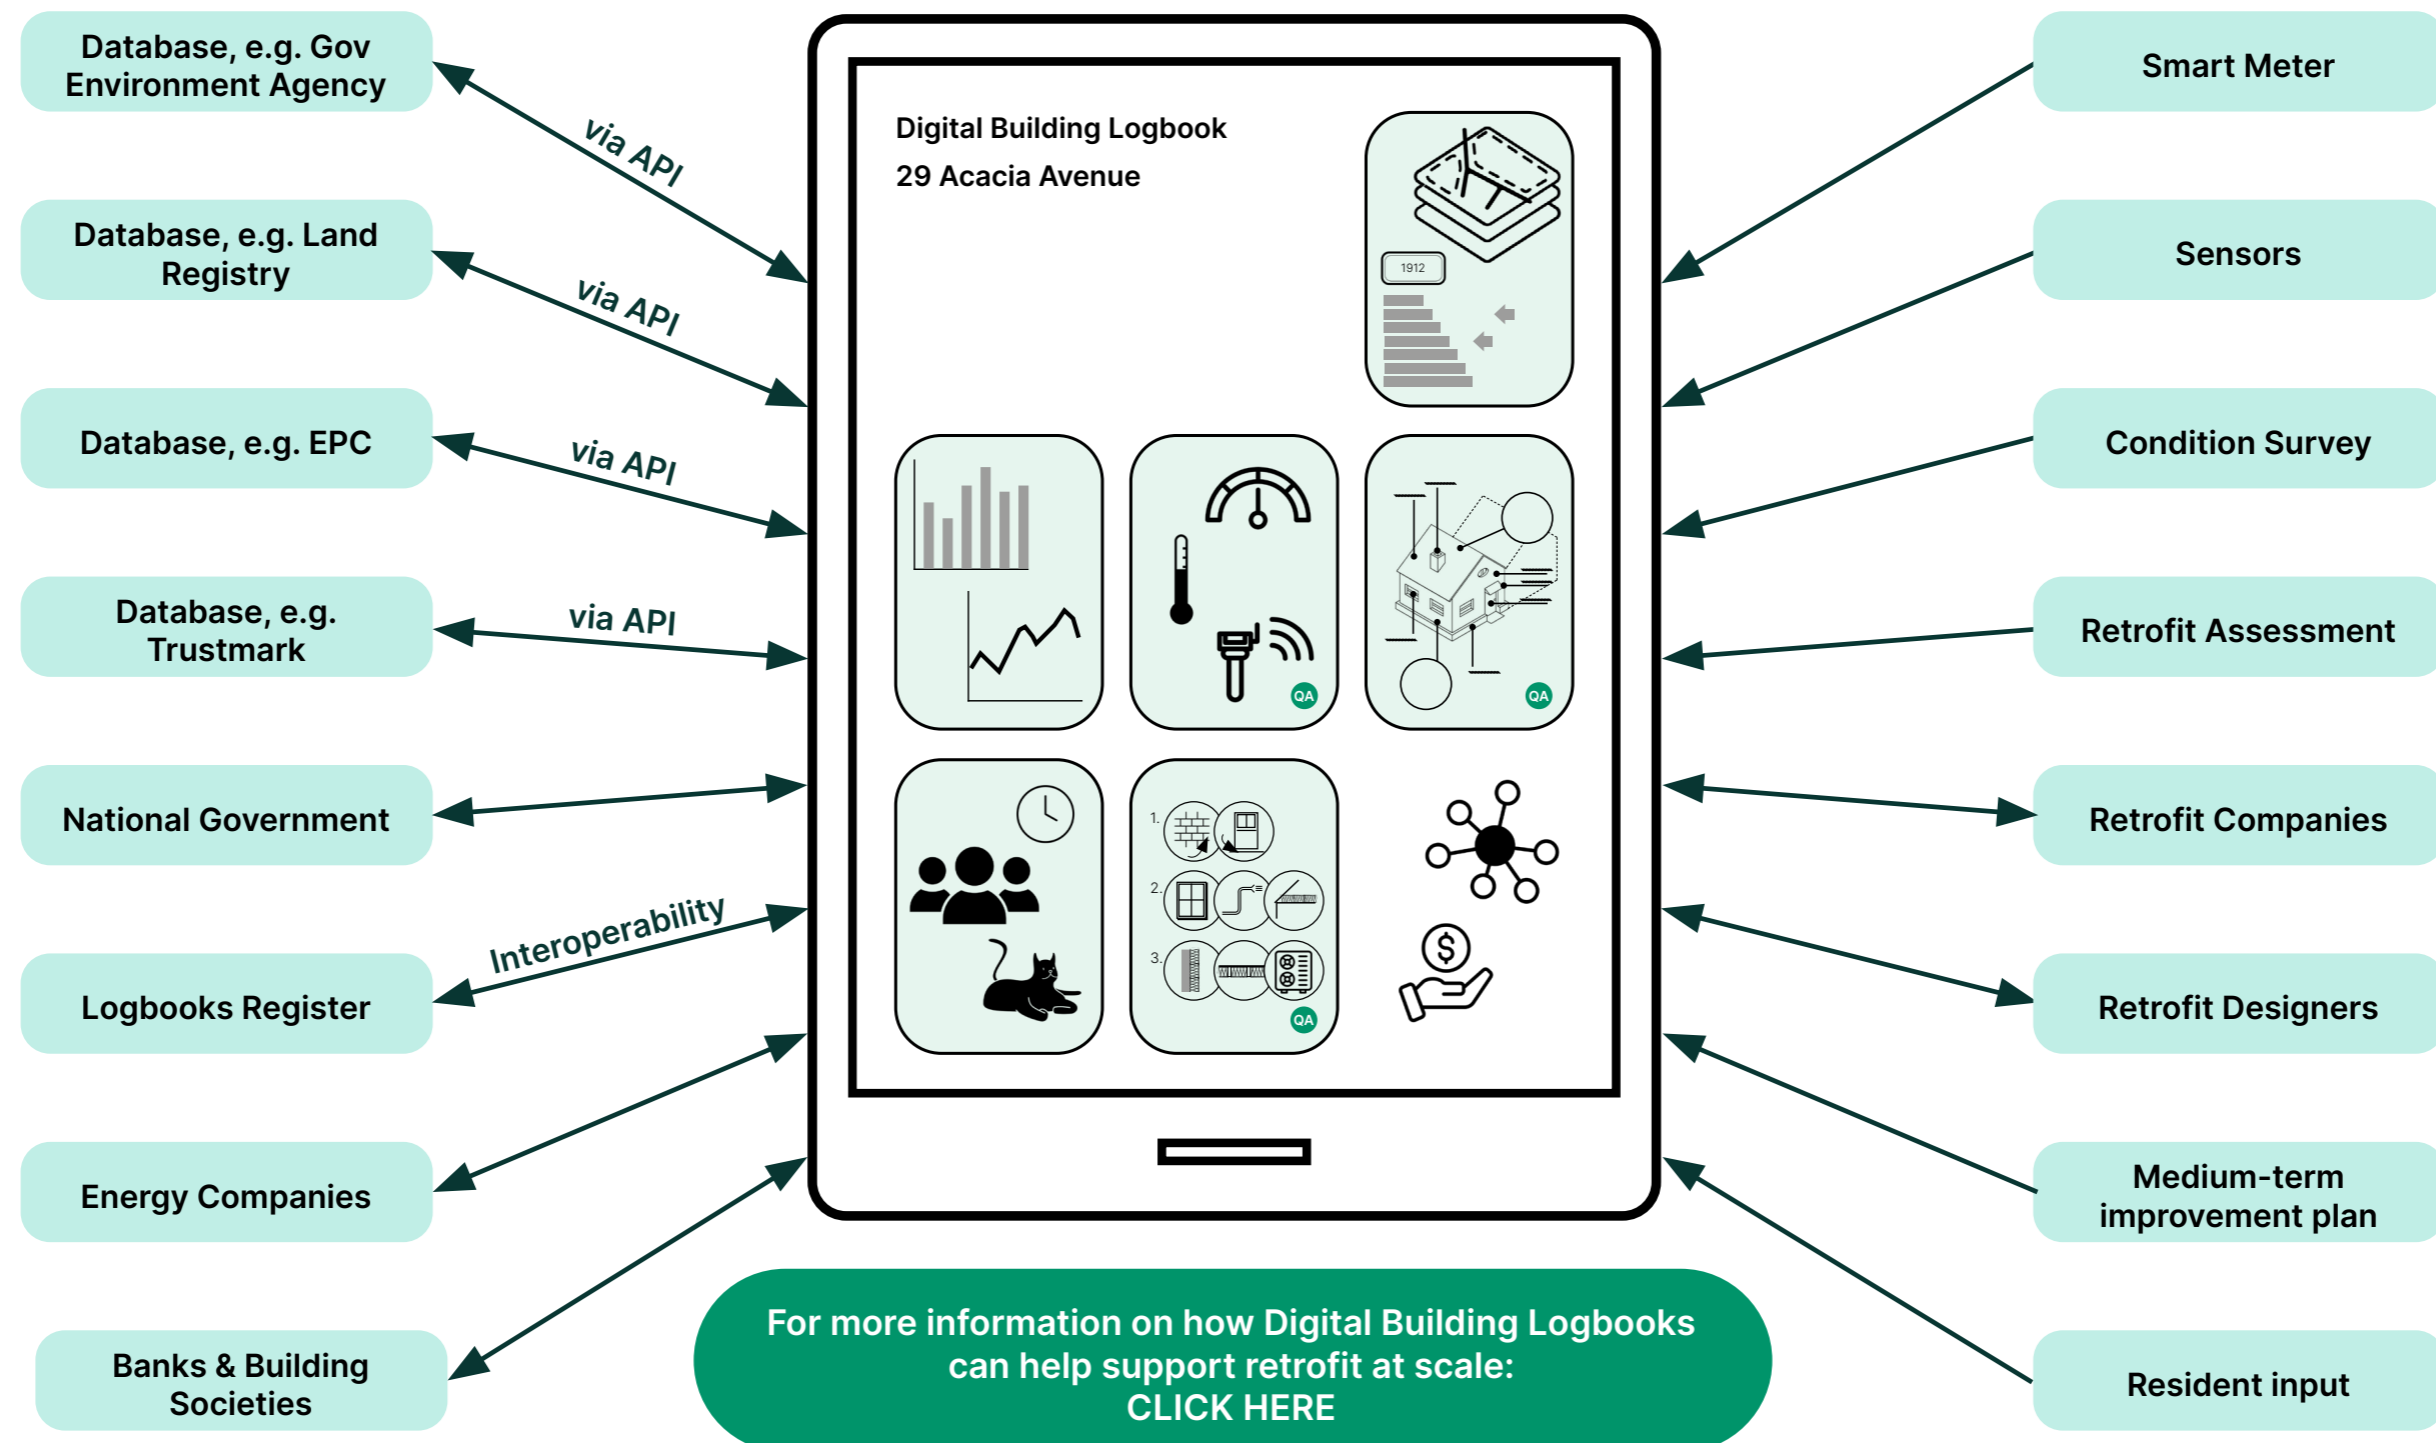 Database, e.g. Gov
Environment Agency
Database, e.g. Land
Registry
Database, e.g. EPC
Database, e.g.
Trustmark
National Government
Logbooks Register
Energy Companies
Banks & Building
Societies
via API
via API
via API
via API
Interoperability
Digital Building Logbook
29 Acacia Avenue
1912
QA
QA
1.
2.
3.
QA
$
Smart Meter
Sensors
Condition Survey
Retrofit Assessment
Retrofit Companies
Retrofit Designers
Medium-term
improvement plan
Resident input
For more information on how Digital Building Logbooks
can help support retrofit at scale:
CLICK HERE